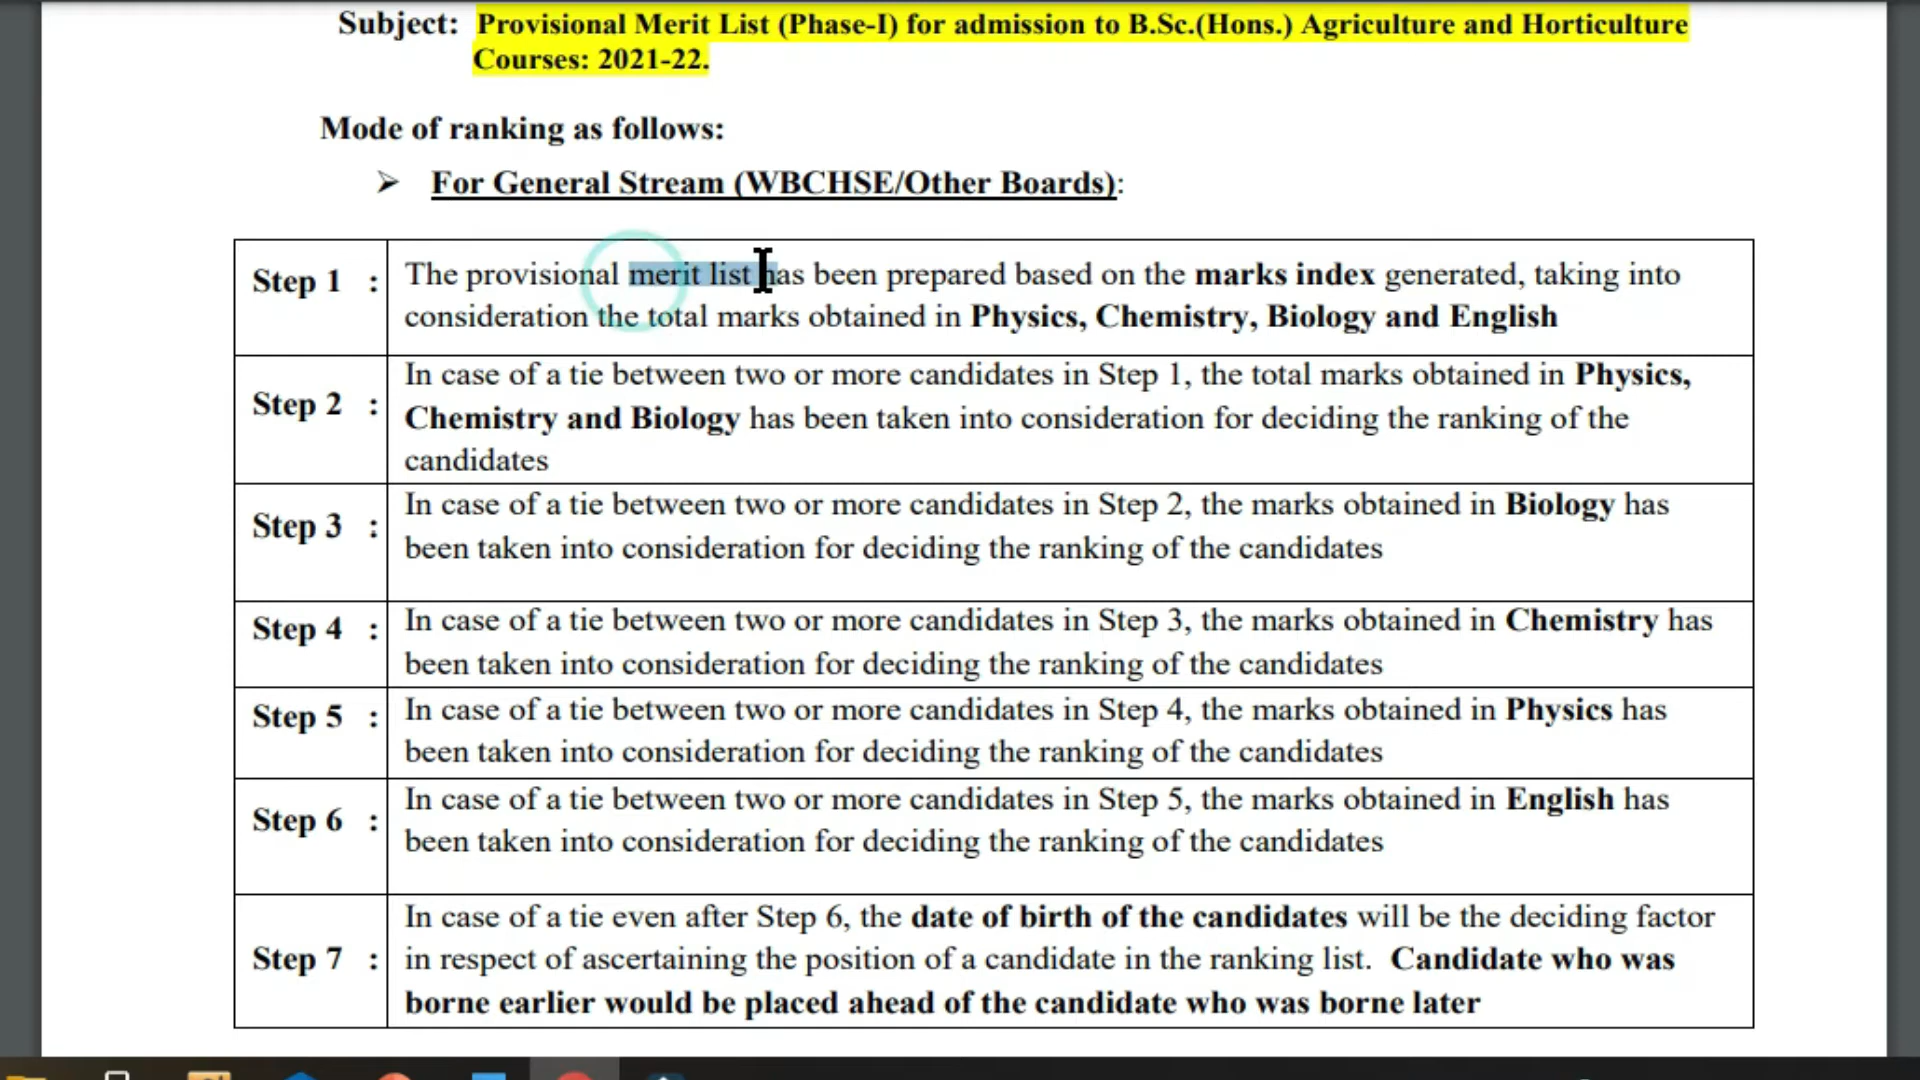 Subject: Provisional Merit List (Phase-I) for admission to B.Sc.(Hons.) Agriculture and Horticulture
Courses: 2021-22.
Mode of ranking as follows:
➢ For General Stream (WBCHSE/Other Boards):
Step 1 : The provisional merit list has been prepared based on the marks index generated, taking into
consideration the total marks obtained in Physics, Chemistry, Biology and English
Step 2 : In case of a tie between two or more candidates in Step 1, the total marks obtained in Physics,
Chemistry and Biology has been taken into consideration for deciding the ranking of the
candidates
Step 3 : In case of a tie between two or more candidates in Step 2, the marks obtained in Biology has
been taken into consideration for deciding the ranking of the candidates
Step 4 : In case of a tie between two or more candidates in Step 3, the marks obtained in Chemistry has
been taken into consideration for deciding the ranking of the candidates
Step 5 : In case of a tie between two or more candidates in Step 4, the marks obtained in Physics has
been taken into consideration for deciding the ranking of the candidates
Step 6 : In case of a tie between two or more candidates in Step 5, the marks obtained in English has
been taken into consideration for deciding the ranking of the candidates
Step 7 : In case of a tie even after Step 6, the date of birth of the candidates will be the deciding factor
in respect of ascertaining the position of a candidate in the ranking list. Candidate who was
borne earlier would be placed ahead of the candidate who was borne later